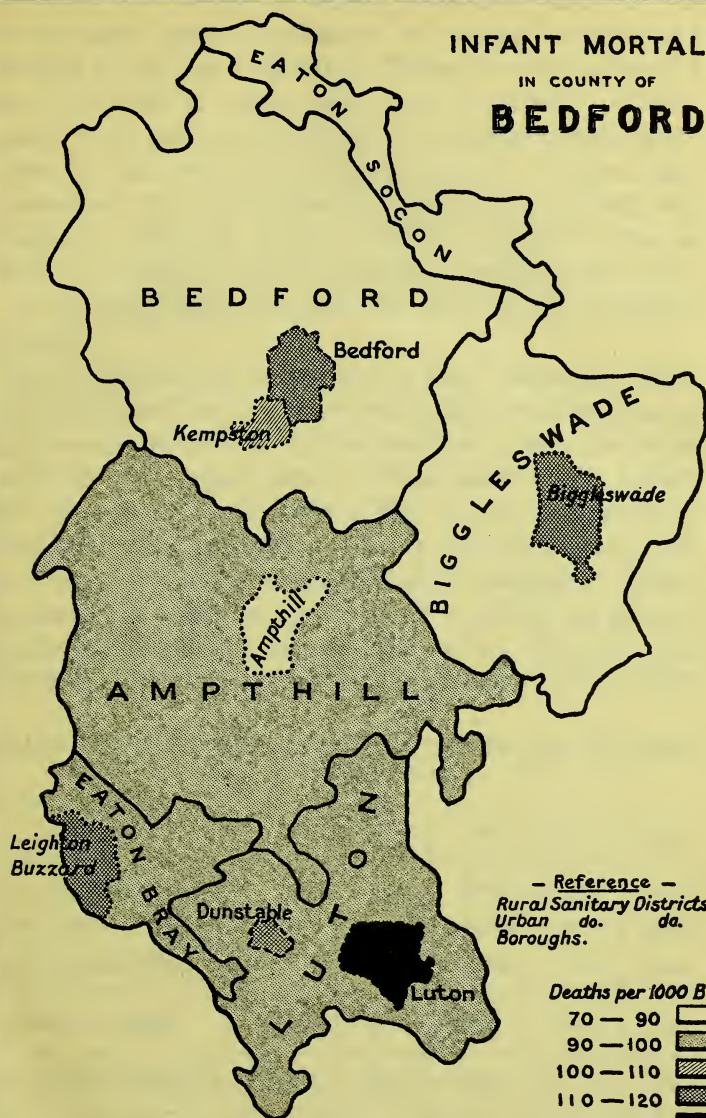 INFANT MORTAL
IN COUNTY OF
BEDFORD
EATON SOCON
BEDFORD
Bedford
Kempston
BIGGLESWADE
Biggleswade
Ampthill
AMPTHILL
EATON BRAY
Leighton
Buzzard
Dunstable
LUTON
Luton
– Reference –
Rural Sanitary Districts
Urban do. da.
Boroughs.
Deaths per 1000 B
70 — 90
90 — 100
100 — 110
110 — 120